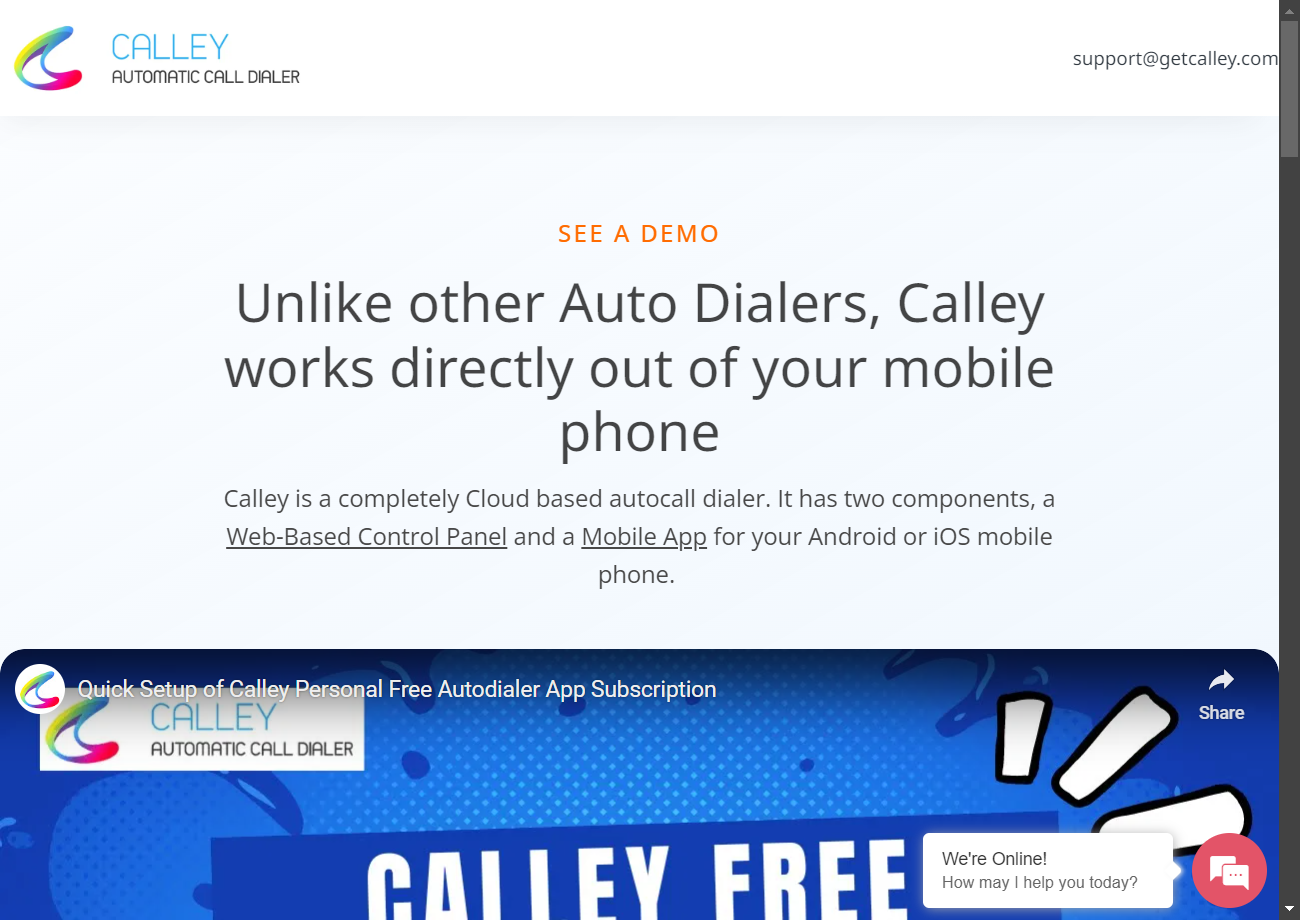 CALLEY
AUTOMATIC CALL DIALER
support@getcalley.com
SEE A DEMO
Unlike other Auto Dialers, Calley
works directly out of your mobile
phone
Calley is a completely Cloud based autocall dialer. It has two components, a
Web-Based Control Panel and a Mobile App for your Android or iOS mobile
phone.
Quick Setup of Calley Personal Free Autodialer App Subscription
Share
CALLEY
AUTOMATIC CALL DIALER
CALLEY FREE
We're Online!
How may I help you today?